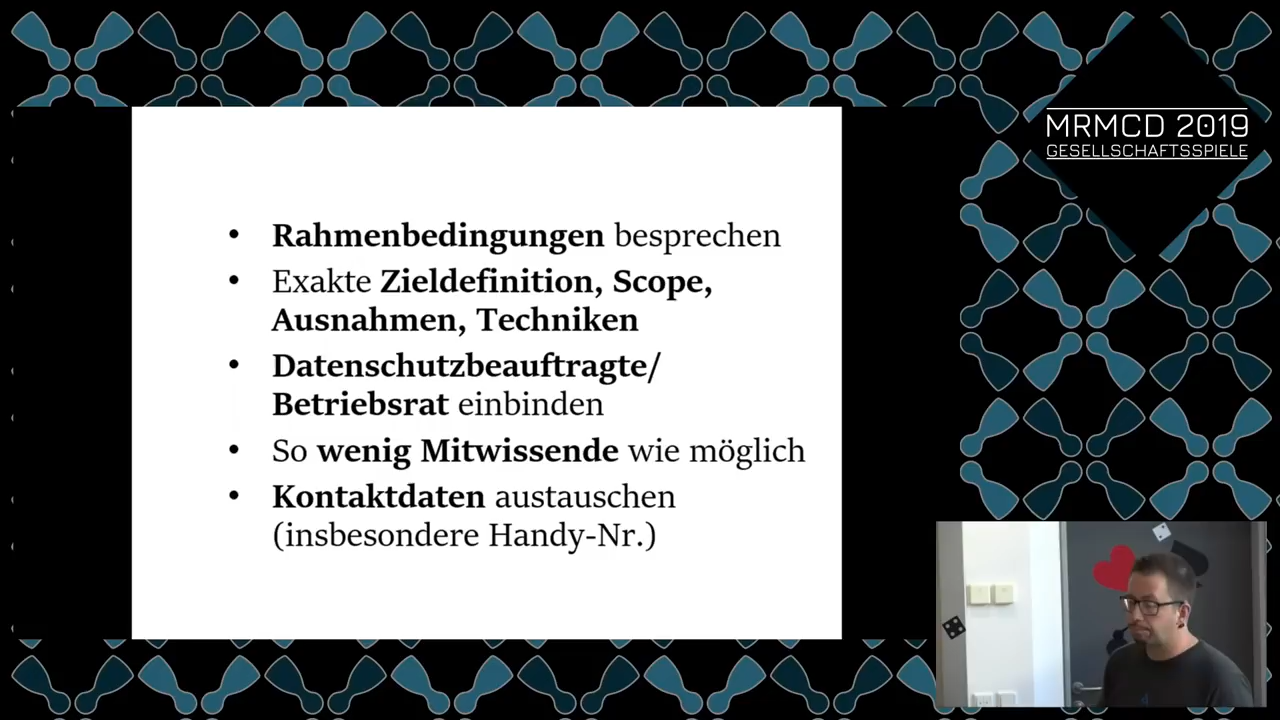 MRMCD 2019
GESELLSCHAFTSSPIELE
• Rahmenbedingungen besprechen
• Exakte Zieldefinition, Scope,
Ausnahmen, Techniken
• Datenschutzbeauftragte/
Betriebsrat einbinden
• So wenig Mitwissende wie möglich
• Kontaktdaten austauschen
(insbesondere Handy-Nr.)